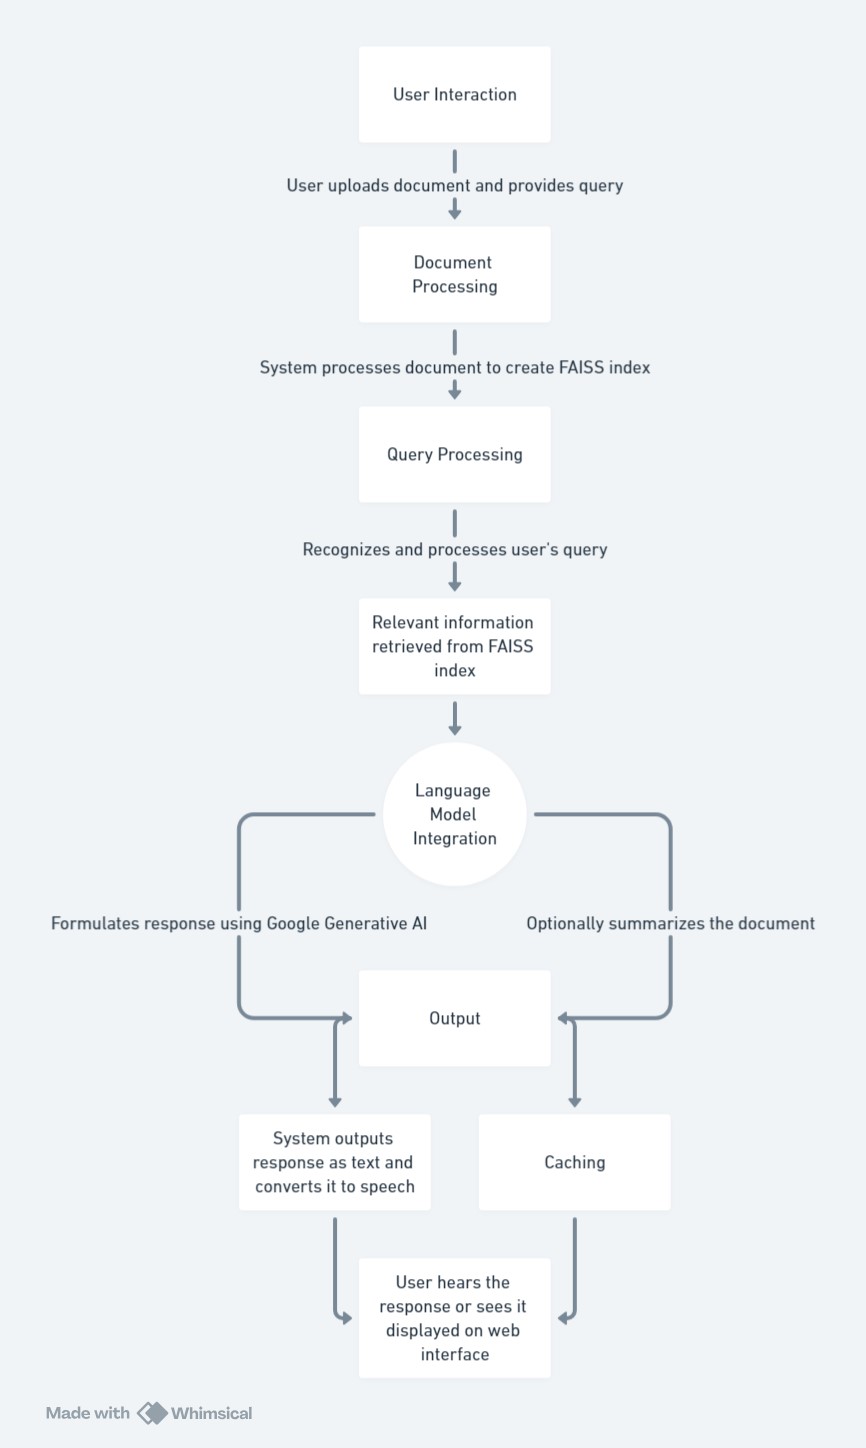 User Interaction
User uploads document and provides query
Document
Processing
System processes document to create FAISS index
Query Processing
Recognizes and processes user's query
Relevant information
retrieved from FAISS
index
Language
Model
Integration
Formulates response using Google Generative AI
Optionally summarizes the document
Output
System outputs
response as text and
converts it to speech
Caching
User hears the
response or sees it
displayed on web
interface
Made with Whimsical